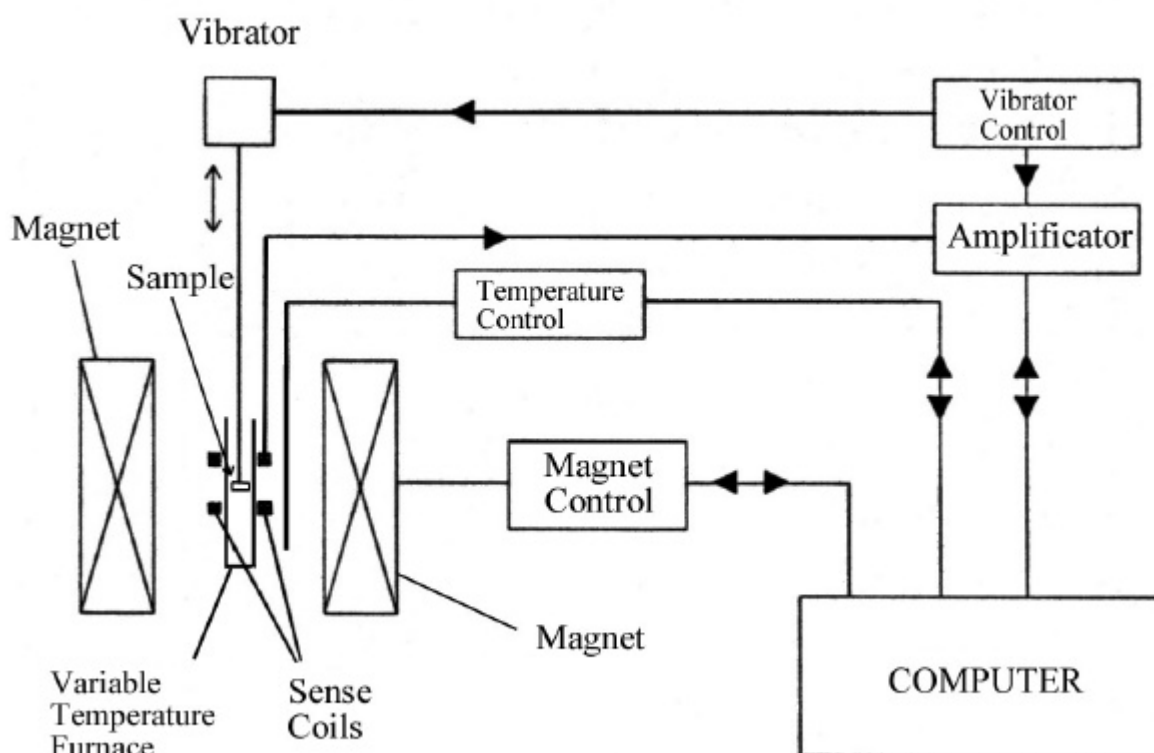 Vibrator
Vibrator
Control
Magnet
Amplificator
Sample
Temperature
Control
Magnet
Control
Magnet
COMPUTER
Variable
Temperature
Furnace
Sense
Coils